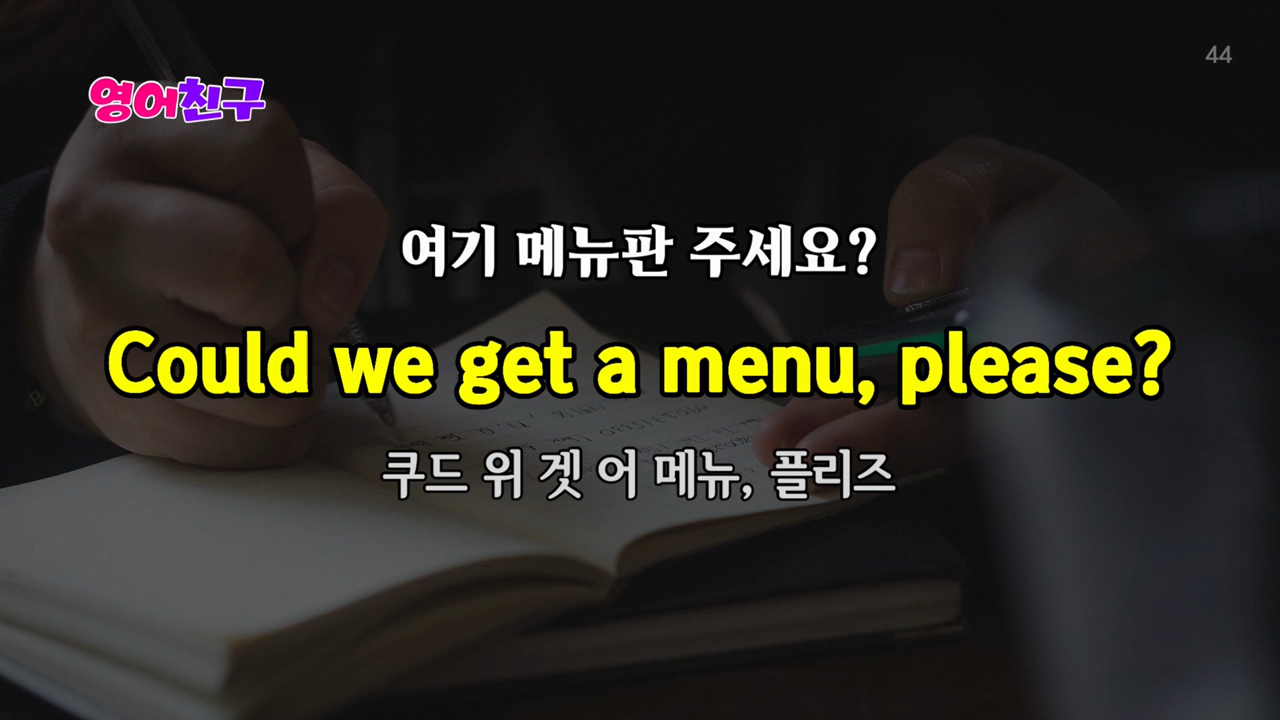 44
영어친구
여기 메뉴판 주세요?
Could we get a menu, please?
쿠드 위 겟 어 메뉴, 플리즈